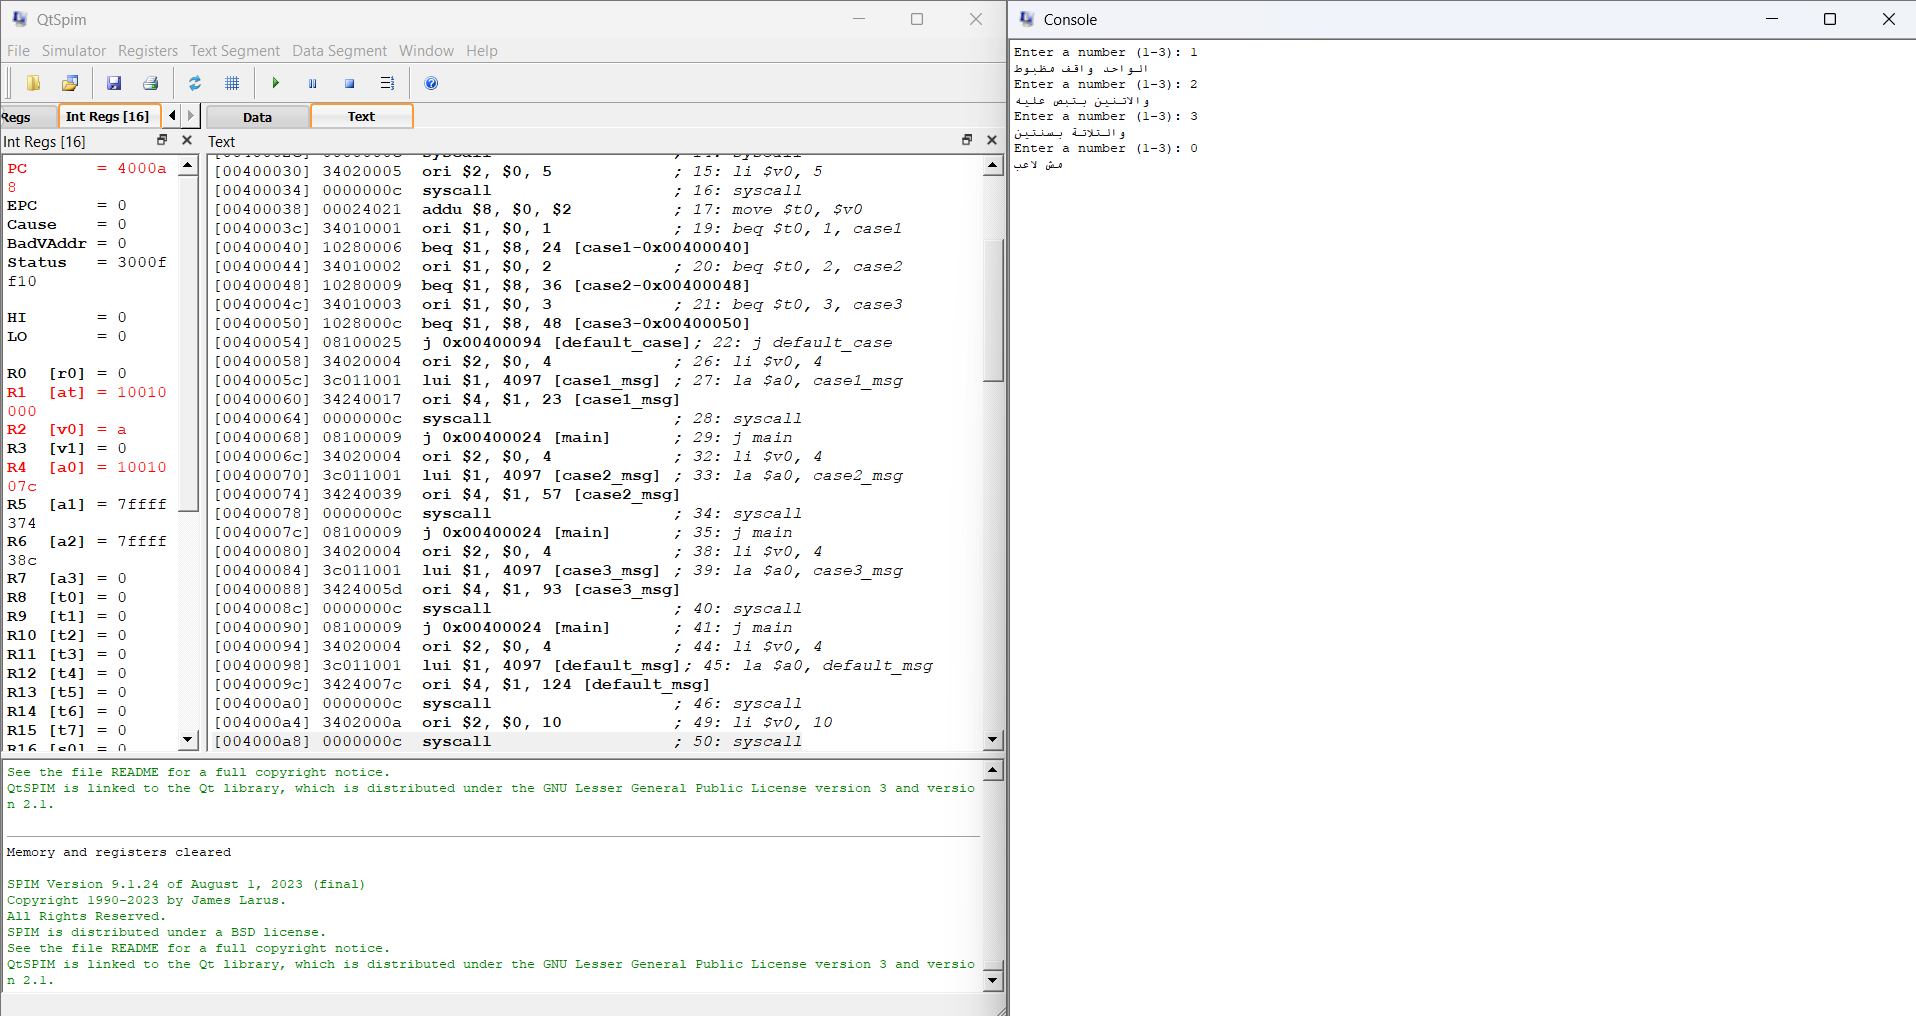 QtSpim
File Simulator Registers Text Segment Data Segment Window Help
Regs
Int Regs [16]
Data
Text
Int Regs [16]
Text
PC = 4000a
8
EPC = 0
Cause = 0
BadVAddr = 0
Status = 3000f
f10
HI = 0
LO = 0
R0 [r0] = 0
R1 [at] = 10010
000
R2 [v0] = a
R3 [v1] = 0
R4 [a0] = 10010
07c
R5 [a1] = 7ffff
374
R6 [a2] = 7ffff
38c
R7 [a3] = 0
R8 [t0] = 0
R9 [t1] = 0
R10 [t2] = 0
R11 [t3] = 0
R12 [t4] = 0
R13 [t5] = 0
R14 [t6] = 0
R15 [t7] = 0
R16 [s0] = 0
[0040002c] 0000000c syscall ; 14: syscall
[00400030] 34020005 ori $2, $0, 5 ; 15: li $v0, 5
[00400034] 0000000c syscall ; 16: syscall
[00400038] 00024021 addu $8, $0, $2 ; 17: move $t0, $v0
[0040003c] 34010001 ori $1, $0, 1 ; 19: beq $t0, 1, case1
[00400040] 10280006 beq $1, $8, 24 [case1-0x00400040]
[00400044] 34010002 ori $1, $0, 2 ; 20: beq $t0, 2, case2
[00400048] 10280009 beq $1, $8, 36 [case2-0x00400048]
[0040004c] 34010003 ori $1, $0, 3 ; 21: beq $t0, 3, case3
[00400050] 1028000c beq $1, $8, 48 [case3-0x00400050]
[00400054] 08100025 j 0x00400094 [default_case]; 22: j default_case
[00400058] 34020004 ori $2, $0, 4 ; 26: li $v0, 4
[0040005c] 3c011001 lui $1, 4097 [case1_msg] ; 27: la $a0, case1_msg
[00400060] 34240017 ori $4, $1, 23 [case1_msg]
[00400064] 0000000c syscall ; 28: syscall
[00400068] 08100009 j 0x00400024 [main] ; 29: j main
[0040006c] 34020004 ori $2, $0, 4 ; 32: li $v0, 4
[00400070] 3c011001 lui $1, 4097 [case2_msg] ; 33: la $a0, case2_msg
[00400074] 34240039 ori $4, $1, 57 [case2_msg]
[00400078] 0000000c syscall ; 34: syscall
[0040007c] 08100009 j 0x00400024 [main] ; 35: j main
[00400080] 34020004 ori $2, $0, 4 ; 38: li $v0, 4
[00400084] 3c011001 lui $1, 4097 [case3_msg] ; 39: la $a0, case3_msg
[00400088] 3424005d ori $4, $1, 93 [case3_msg]
[0040008c] 0000000c syscall ; 40: syscall
[00400090] 08100009 j 0x00400024 [main] ; 41: j main
[00400094] 34020004 ori $2, $0, 4 ; 44: li $v0, 4
[00400098] 3c011001 lui $1, 4097 [default_msg]; 45: la $a0, default_msg
[0040009c] 3424007c ori $4, $1, 124 [default_msg]
[004000a0] 0000000c syscall ; 46: syscall
[004000a4] 3402000a ori $2, $0, 10 ; 49: li $v0, 10
[004000a8] 0000000c syscall ; 50: syscall
See the file README for a full copyright notice.
QtSPIM is linked to the Qt library, which is distributed under the GNU Lesser General Public License version 3 and versio
n 2.1.
Memory and registers cleared
SPIM Version 9.1.24 of August 1, 2023 (final)
Copyright 1990-2023 by James Larus.
All Rights Reserved.
SPIM is distributed under a BSD license.
See the file README for a full copyright notice.
QtSPIM is linked to the Qt library, which is distributed under the GNU Lesser General Public License version 3 and versio
n 2.1.
Console
Enter a number (1-3): 1
الواحد واقف مظبوط
Enter a number (1-3): 2
والاتنين بتبص عليه
Enter a number (1-3): 3
والتلاتة بسنتين
Enter a number (1-3): 0
مش لاعب